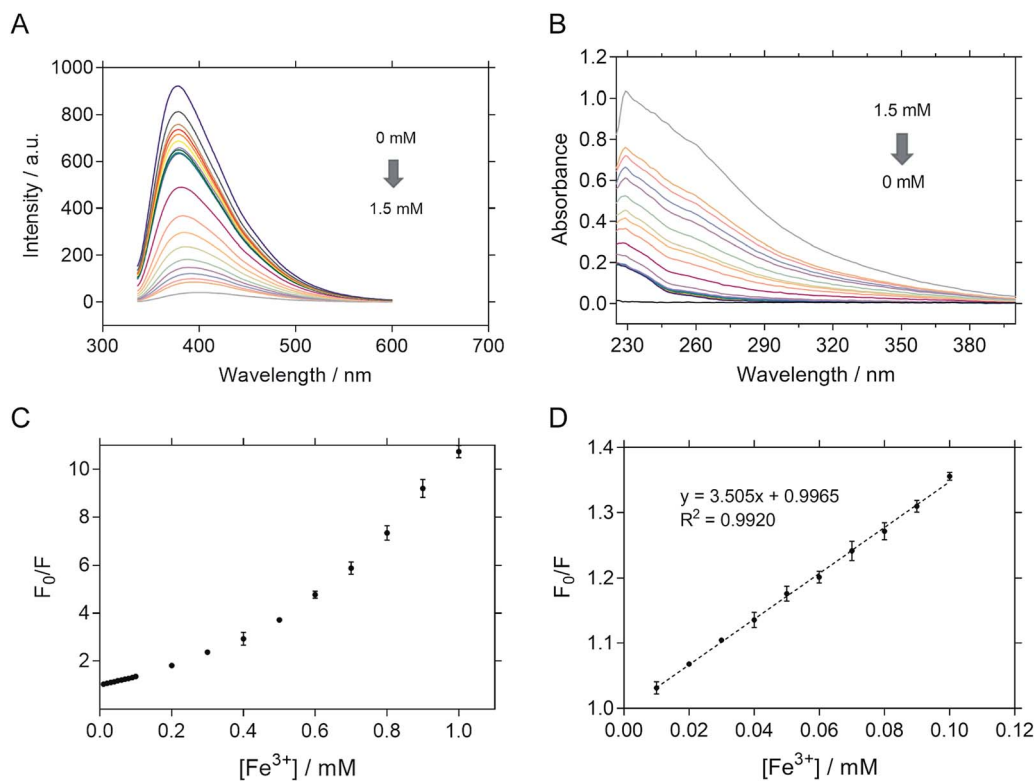 A
1000
800
600
400
200
0
Intensity / a.u.
0 mM
1.5 mM
300 400 500 600 700
Wavelength / nm
B
1.2
1.0
0.8
0.6
0.4
0.2
0.0
Absorbance
1.5 mM
0 mM
230 260 290 320 350 380
Wavelength / nm
C
10
8
6
4
2
F₀/F
0.0 0.2 0.4 0.6 0.8 1.0
[Fe³⁺] / mM
D
1.4
1.3
1.2
1.1
1.0
F₀/F
y = 3.505x + 0.9965
R² = 0.9920
0.00 0.02 0.04 0.06 0.08 0.10 0.12
[Fe³⁺] / mM